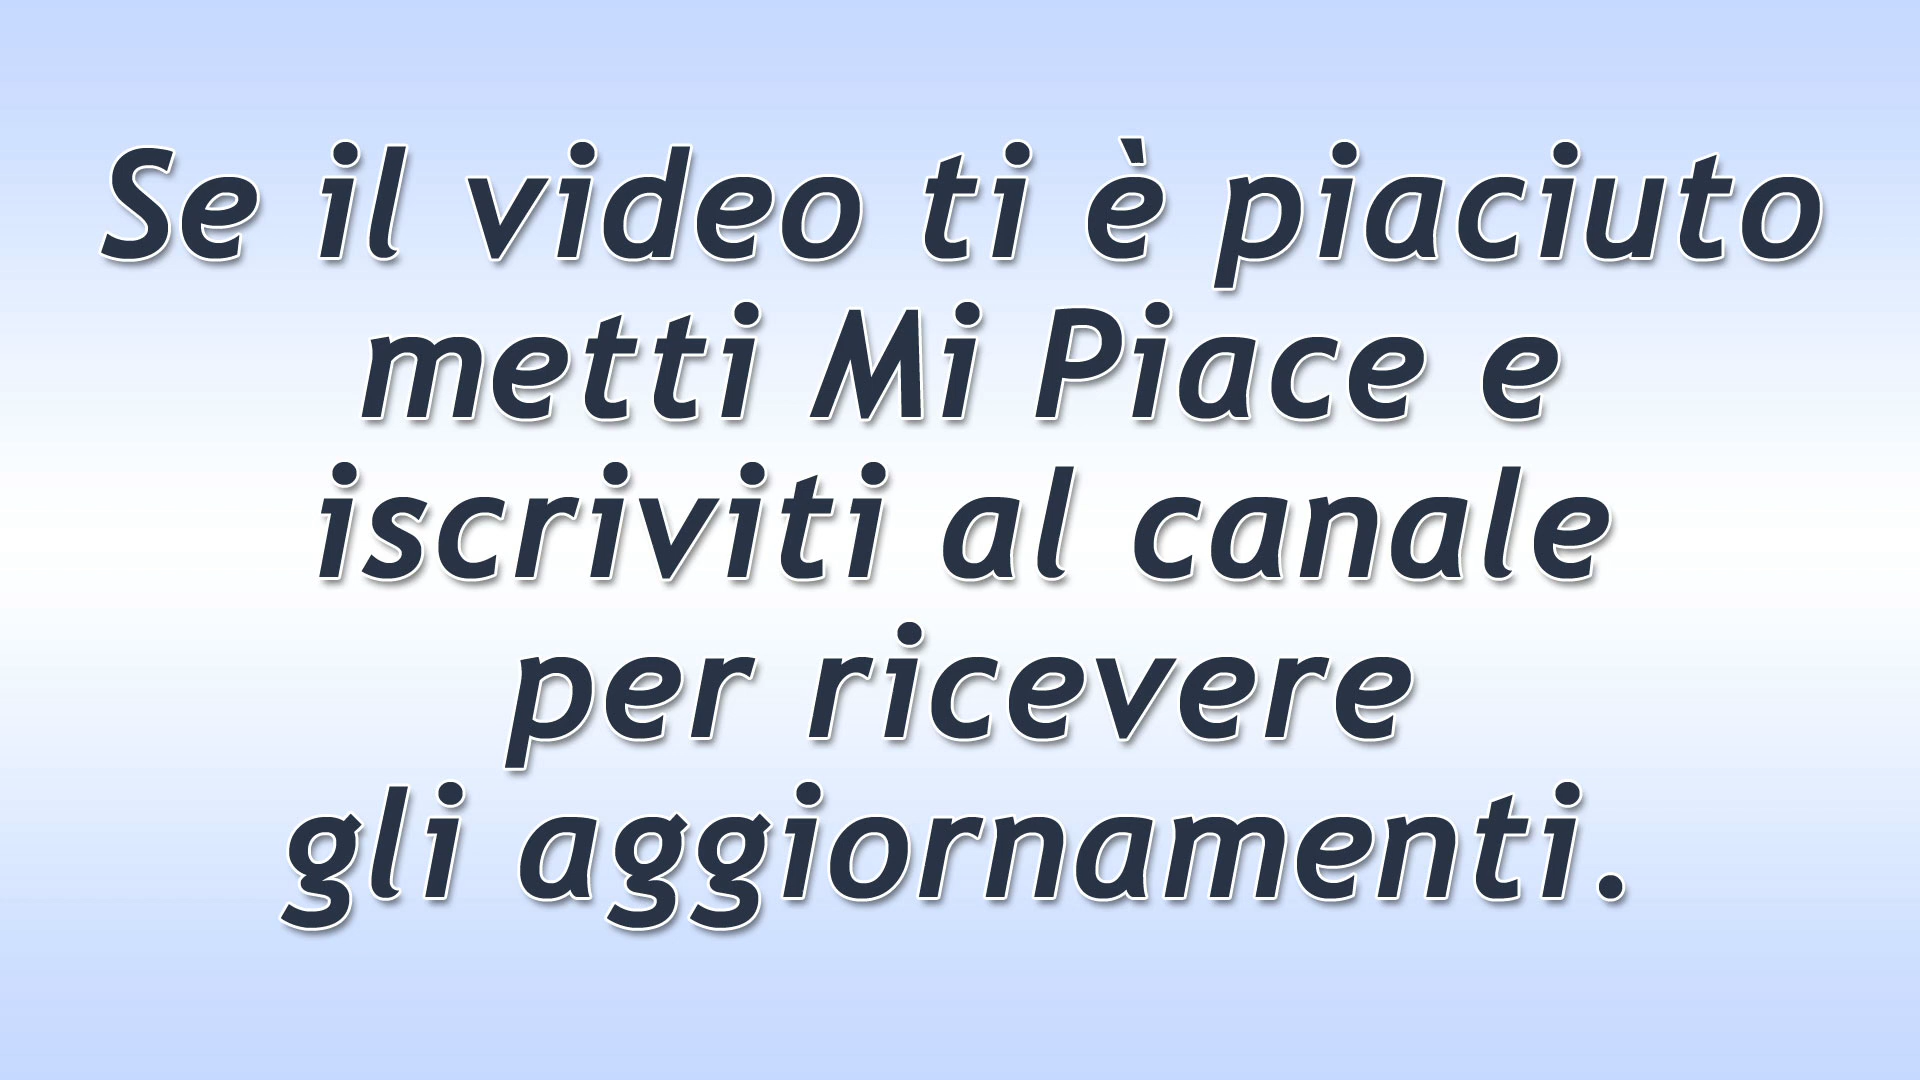 Se il video ti è piaciuto
metti Mi Piace e
iscriviti al canale
per ricevere
gli aggiornamenti.